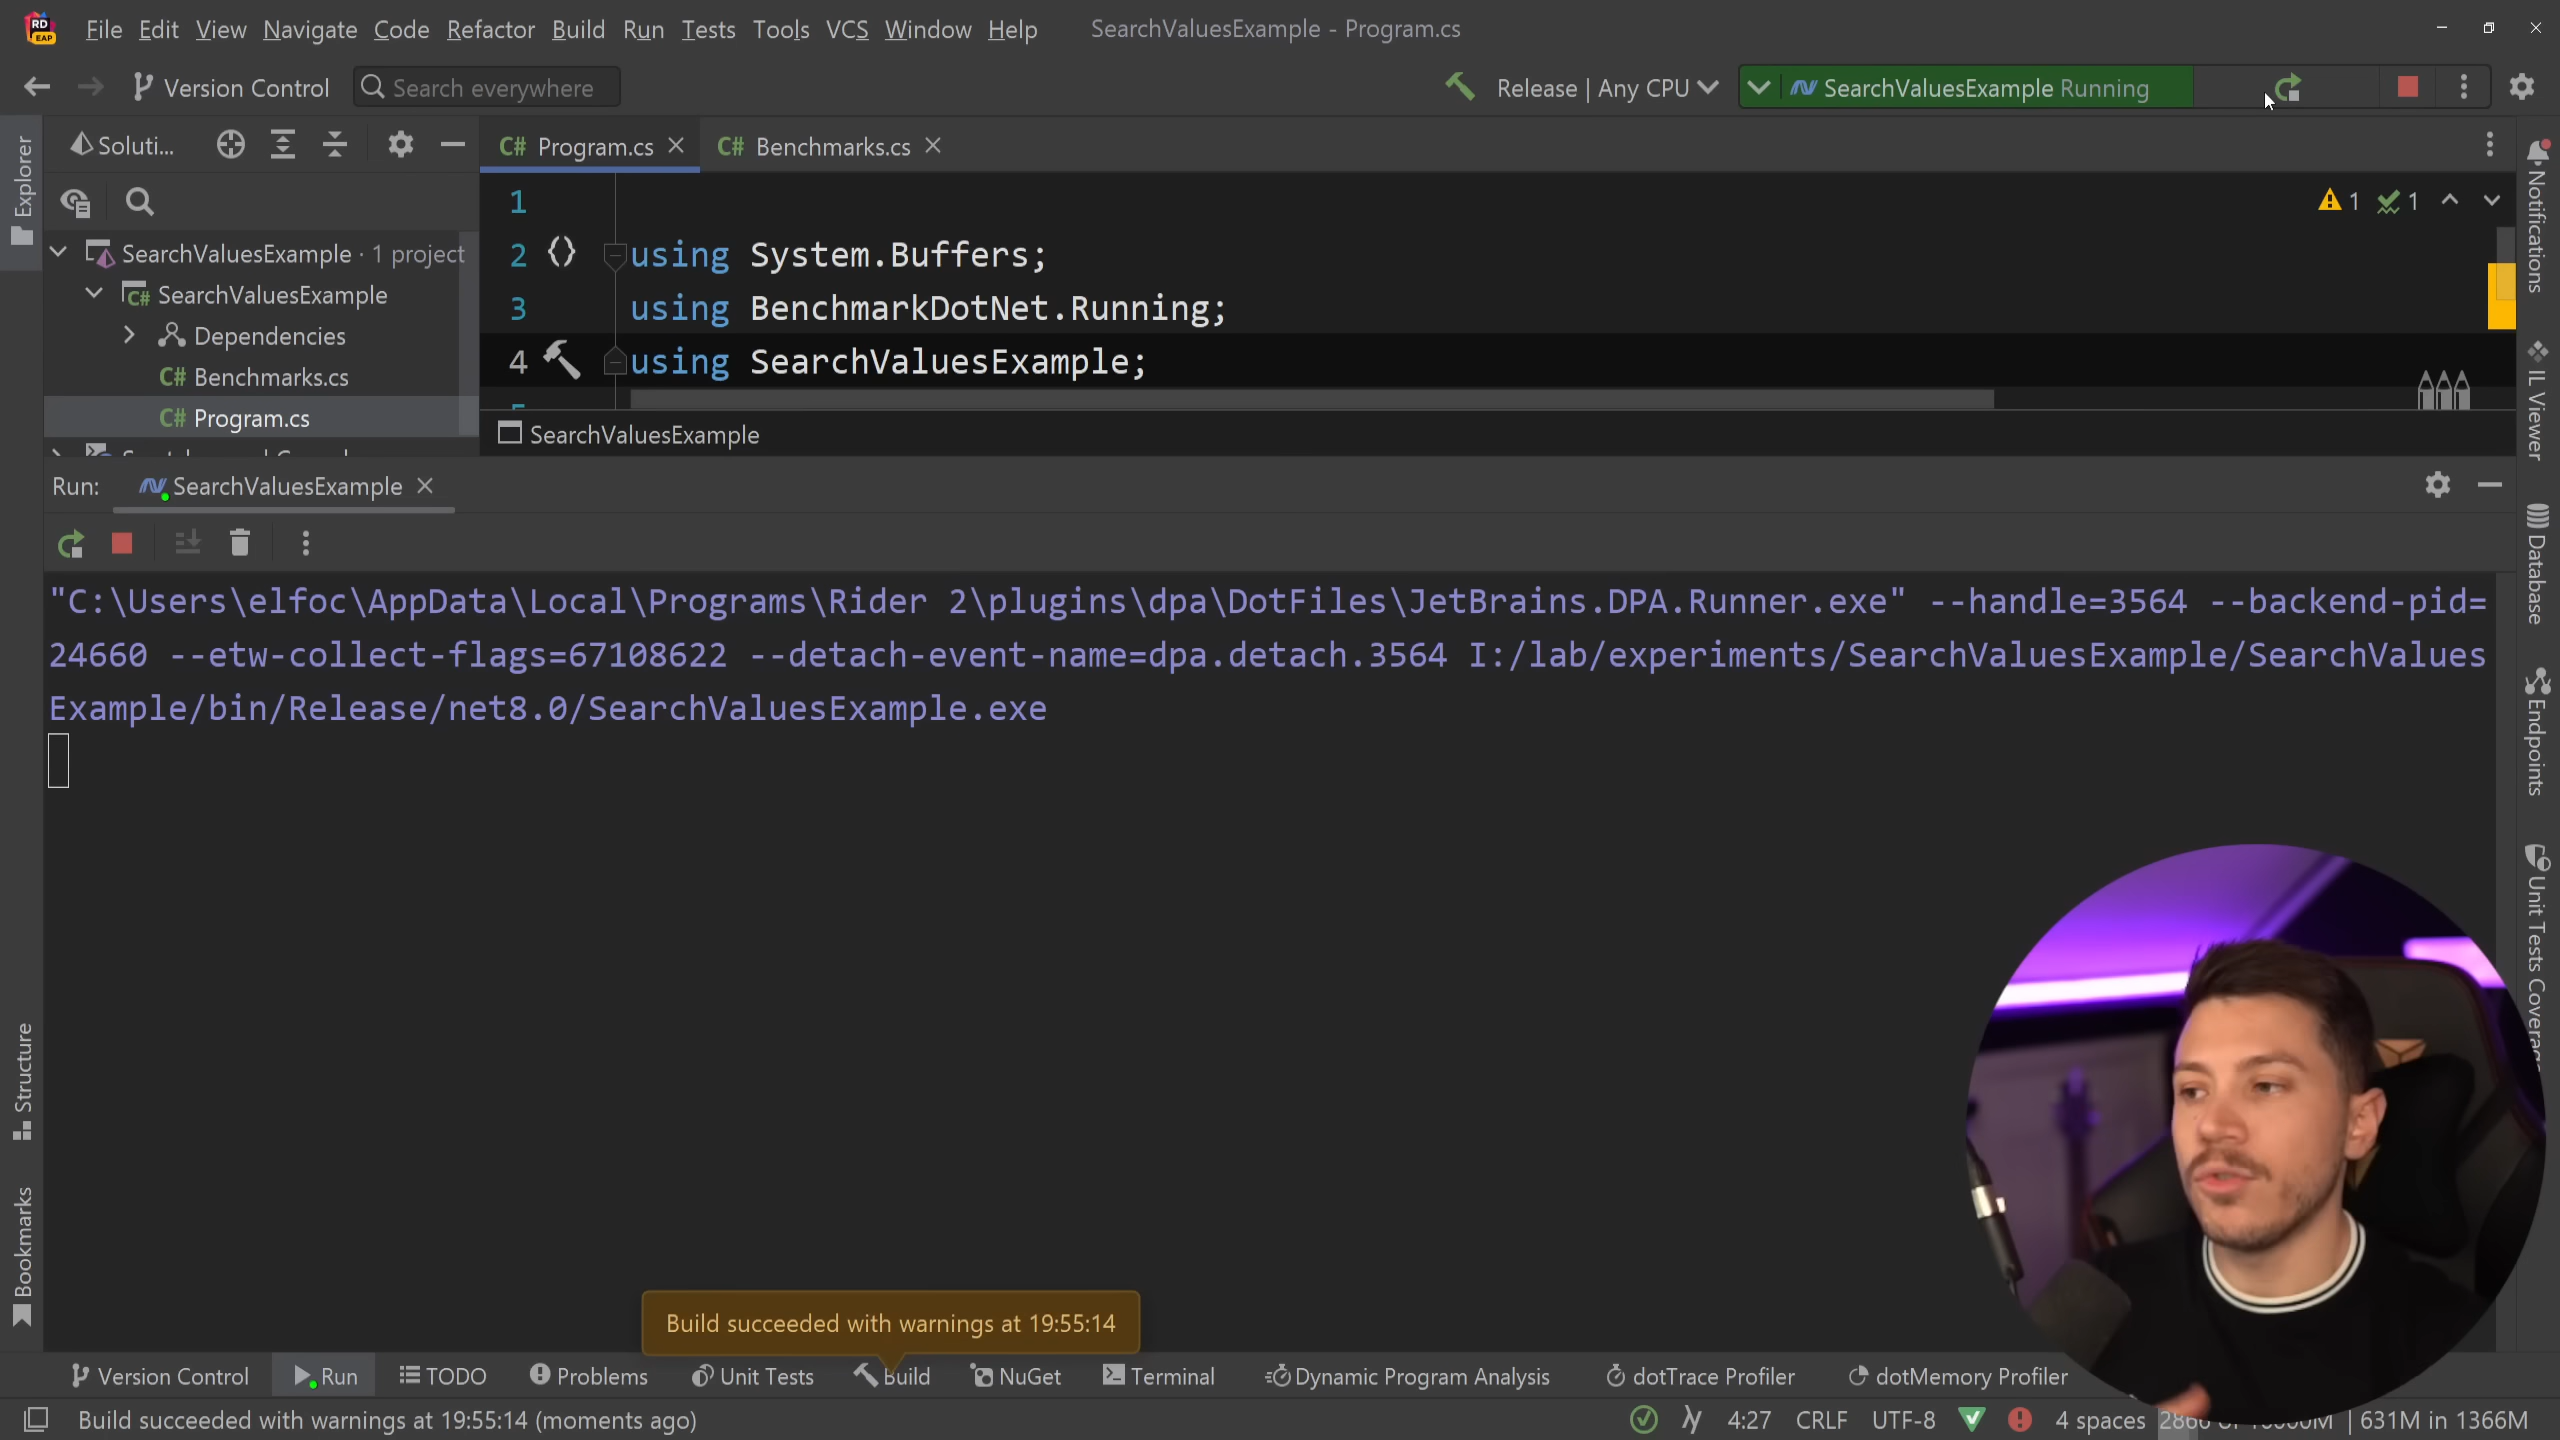 RD
EAP
File Edit View Navigate Code Refactor Build Run Tests Tools VCS Window Help
SearchValuesExample - Program.cs
Version Control
Search everywhere
Release | Any CPU
SearchValuesExample Running
Explorer
Soluti...
C# Program.cs
C# Benchmarks.cs
SearchValuesExample · 1 project
C# SearchValuesExample
Dependencies
C# Benchmarks.cs
C# Program.cs
1
2 using System.Buffers;
3 using BenchmarkDotNet.Running;
4 using SearchValuesExample;
1 1
SearchValuesExample
Notifications
IL Viewer
Database
Endpoints
Unit Tests Coverage
Run: SearchValuesExample
"C:\Users\elfoc\AppData\Local\Programs\Rider 2\plugins\dpa\DotFiles\JetBrains.DPA.Runner.exe" --handle=3564 --backend-pid=
24660 --etw-collect-flags=67108622 --detach-event-name=dpa.detach.3564 I:/lab/experiments/SearchValuesExample/SearchValues
Example/bin/Release/net8.0/SearchValuesExample.exe
Structure
Bookmarks
Build succeeded with warnings at 19:55:14
Version Control Run TODO Problems Unit Tests Build NuGet Terminal Dynamic Program Analysis dotTrace Profiler dotMemory Profiler
Build succeeded with warnings at 19:55:14 (moments ago)
4:27 CRLF UTF-8 4 spaces
631M in 1366M